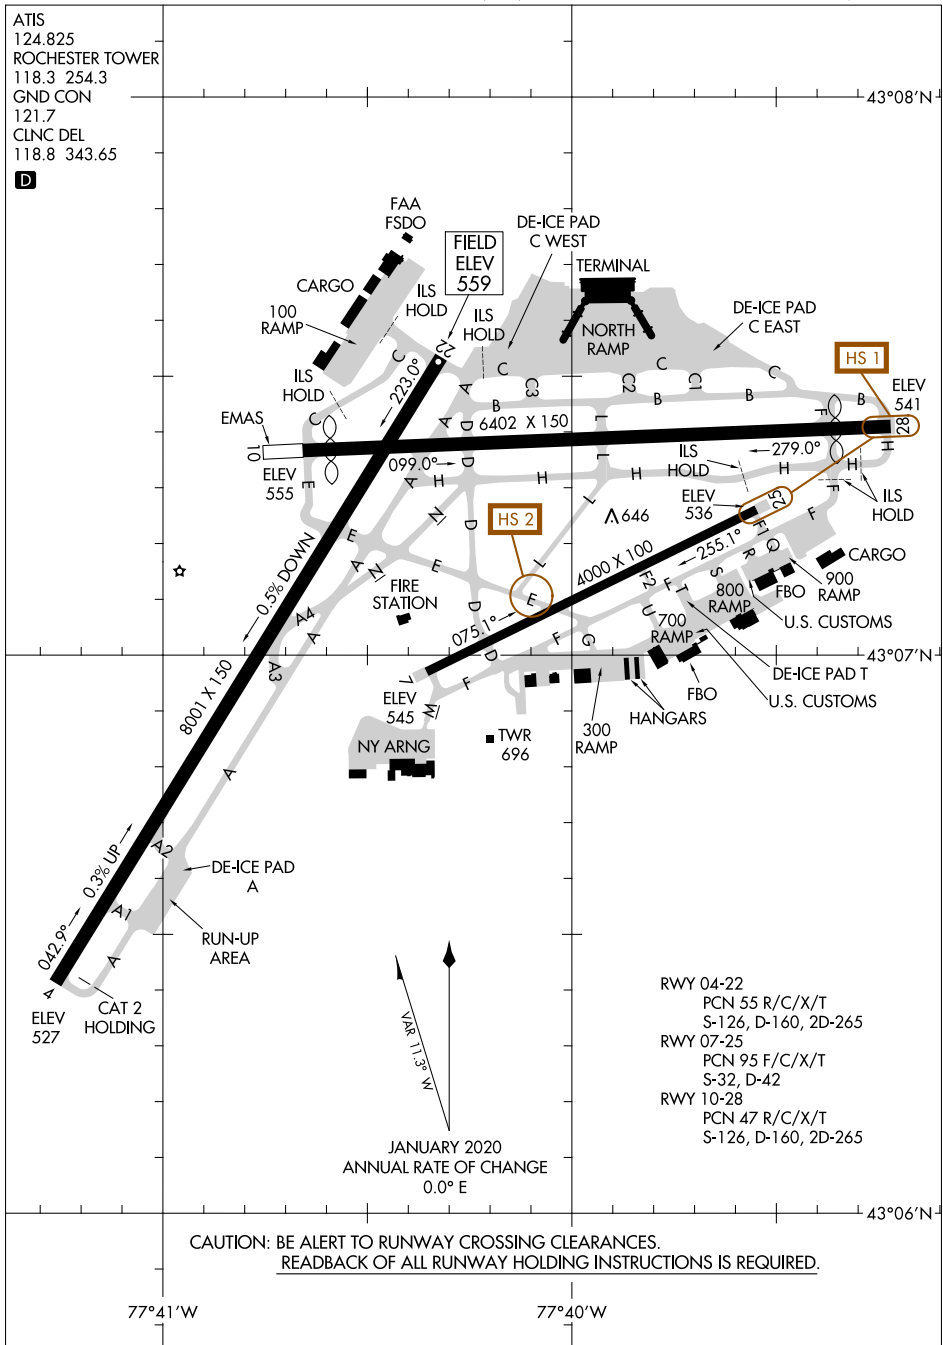 ATIS
124.825
ROCHESTER TOWER
118.3 254.3
GND CON
121.7
CLNC DEL
118.8 343.65
D
43°08'N
FAA
FSDO
CARGO
100
RAMP
ILS
HOLD
FIELD
ELEV
559
ILS
HOLD
DE-ICE PAD
C WEST
TERMINAL
NORTH
RAMP
DE-ICE PAD
C EAST
HS 1
ELEV
541
ILS
HOLD
C
C
22
223.0°
A
C
C3
C2
C
C1
C
B
B
B
B
F
28
EMAS
10
ELEV
555
6402 X 150
099.0°
279.0°
A
D
D
L
L
H
H
H
H
H
H
E
A
ILS
HOLD
ILS
HOLD
ELEV
536
25
F
F
F1
HS 2
L
646
4000 X 100
255.1°
R
Q
S
CARGO
900
RAMP
FBO
800
RAMP
U.S. CUSTOMS
N
N
D
E
E
A
0.5% DOWN
FIRE
STATION
E
F2
F
T
U
700
RAMP
A4
A
D
075.1°
F
G
D
DE-ICE PAD T
U.S. CUSTOMS
43°07'N
A3
7
F
ELEV
545
M
FBO
HANGARS
300
RAMP
TWR
696
NY ARNG
8001 X 150
A
0.3% UP
A2
DE-ICE PAD
A
A1
RUN-UP
AREA
042.9°
A
4
CAT 2
HOLDING
ELEV
527
VAR 11.3° W
JANUARY 2020
ANNUAL RATE OF CHANGE
0.0° E
RWY 04-22
PCN 55 R/C/X/T
S-126, D-160, 2D-265
RWY 07-25
PCN 95 F/C/X/T
S-32, D-42
RWY 10-28
PCN 47 R/C/X/T
S-126, D-160, 2D-265
43°06'N
CAUTION: BE ALERT TO RUNWAY CROSSING CLEARANCES.
READBACK OF ALL RUNWAY HOLDING INSTRUCTIONS IS REQUIRED.
77°41'W
77°40'W